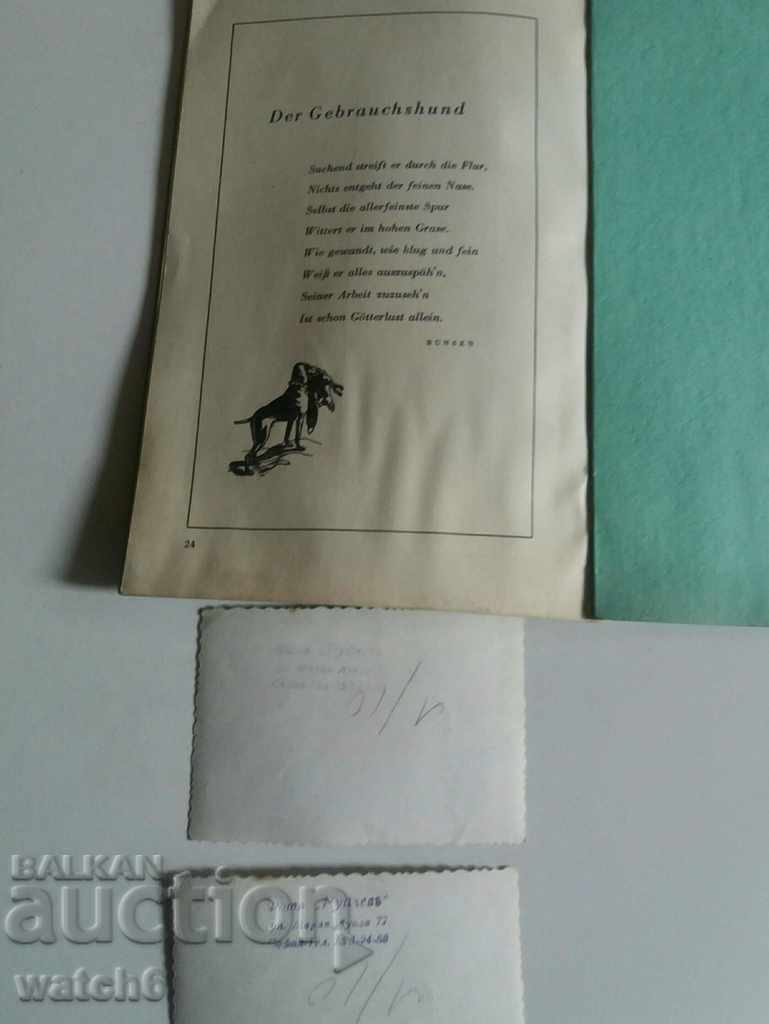 Der Gebrauchshund
Suchend streift er durch die Flur,
Nichts entgeht der feinen Nase.
Selbst die allerfeinste Spur
Wittert er im hohen Grase.
Wie gewandt, wie klug und fein
Weiß er alles auszuspäh'n,
Seiner Arbeit zuzuseh'n
Ist schon Götterlust allein.
BUNSEN
24
BALKAN
auction
watch6